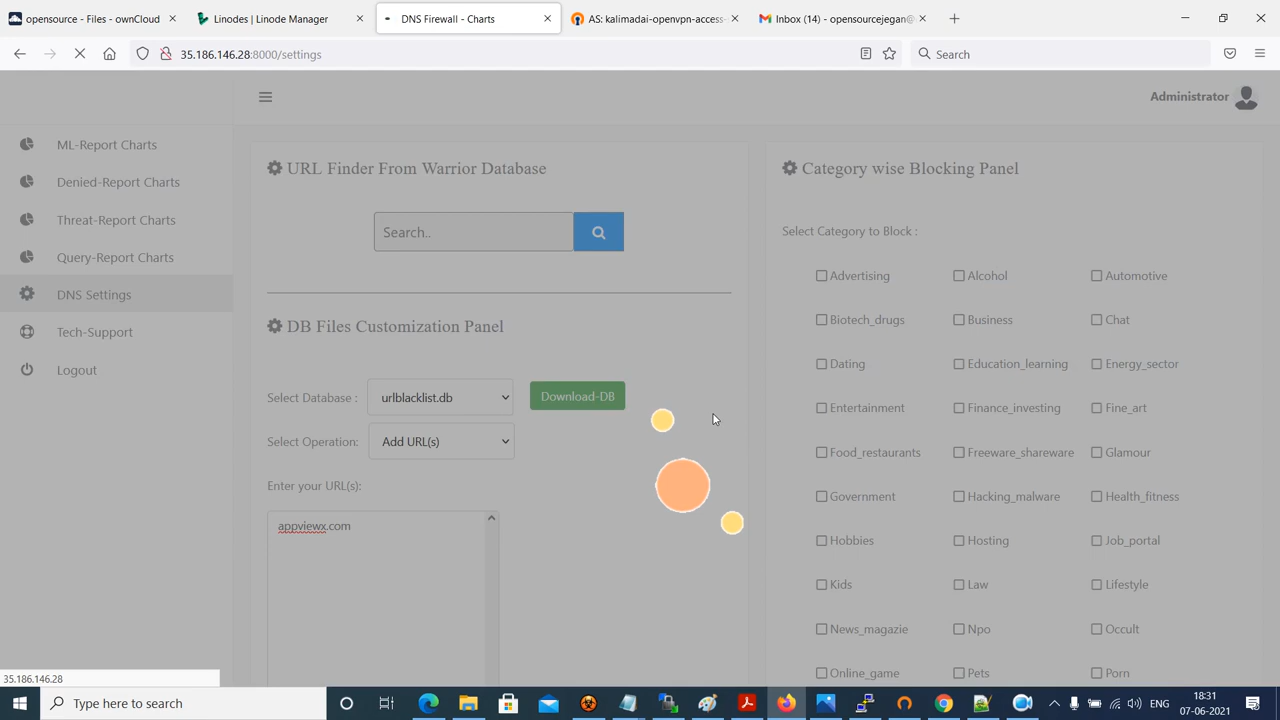 opensource - Files - ownCloud
Linodes | Linode Manager
DNS Firewall - Charts
AS: kalimadai-openvpn-access-
Inbox (14) - opensourcejegan@
35.186.146.28:8000/settings
Search
Administrator
ML-Report Charts
Denied-Report Charts
Threat-Report Charts
Query-Report Charts
DNS Settings
Tech-Support
Logout
URL Finder From Warrior Database
Search..
DB Files Customization Panel
Select Database :
urlblacklist.db
Download-DB
Select Operation:
Add URL(s)
Enter your URL(s):
appviewx.com
Category wise Blocking Panel
Select Category to Block :
Advertising
Alcohol
Automotive
Biotech_drugs
Business
Chat
Dating
Education_learning
Energy_sector
Entertainment
Finance_investing
Fine_art
Food_restaurants
Freeware_shareware
Glamour
Government
Hacking_malware
Health_fitness
Hobbies
Hosting
Job_portal
Kids
Law
Lifestyle
News_magazie
Npo
Occult
Online_game
Pets
Porn
35.186.146.28
Type here to search
ENG
18:31
07-06-2021